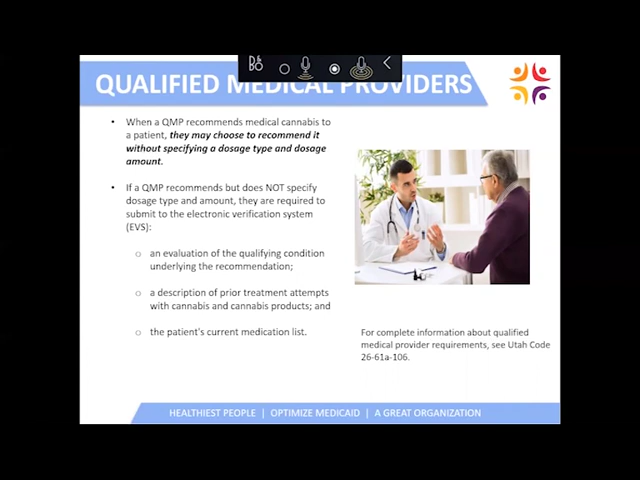 QUALIFIED MEDICAL PROVIDERS
• When a QMP recommends medical cannabis to
a patient, they may choose to recommend it
without specifying a dosage type and dosage
amount.
• If a QMP recommends but does NOT specify
dosage type and amount, they are required to
submit to the electronic verification system
(EVS):
o an evaluation of the qualifying condition
underlying the recommendation;
o a description of prior treatment attempts
with cannabis and cannabis products; and
o the patient's current medication list.
For complete information about qualified
medical provider requirements, see Utah Code
26-61a-106.
HEALTHIEST PEOPLE | OPTIMIZE MEDICAID | A GREAT ORGANIZATION